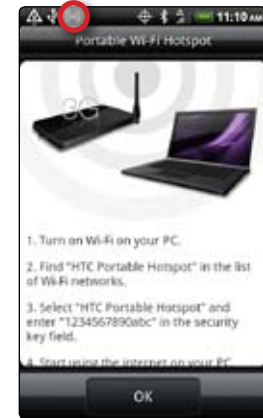 11:10 AM
Portable Wi-Fi Hotspot
3G
1. Turn on Wi-Fi on your PC.
2. Find "HTC Portable Hotspot" in the list
of Wi-Fi networks.
3. Select "HTC Portable Hotspot" and
enter "1234567890abc" in the security
key field.
4. Start using the internet on your PC
OK